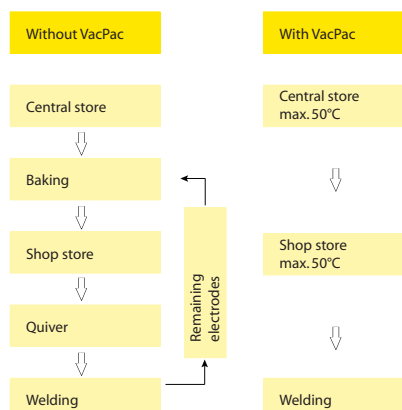 Without VacPac
With VacPac
Central store
Central store
max. 50°C
Baking
Shop store
Shop store
max. 50°C
Remaining
electrodes
Quiver
Welding
Welding